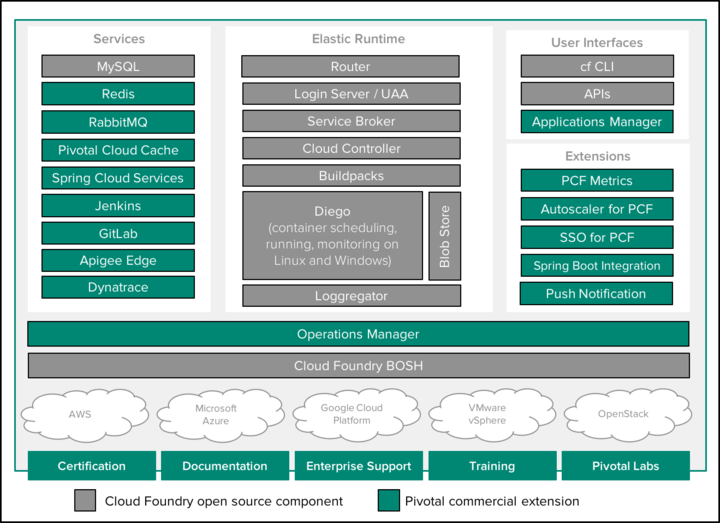 Services
MySQL
Redis
RabbitMQ
Pivotal Cloud Cache
Spring Cloud Services
Jenkins
GitLab
Apigee Edge
Dynatrace
Elastic Runtime
Router
Login Server / UAA
Service Broker
Cloud Controller
Buildpacks
Diego
(container scheduling,
running, monitoring on
Linux and Windows)
Blob Store
Loggregator
User Interfaces
cf CLI
APIs
Applications Manager
Extensions
PCF Metrics
Autoscaler for PCF
SSO for PCF
Spring Boot Integration
Push Notification
Operations Manager
Cloud Foundry BOSH
AWS
Microsoft
Azure
Google Cloud
Platform
VMware
vSphere
OpenStack
Certification
Documentation
Enterprise Support
Training
Pivotal Labs
Cloud Foundry open source component
Pivotal commercial extension